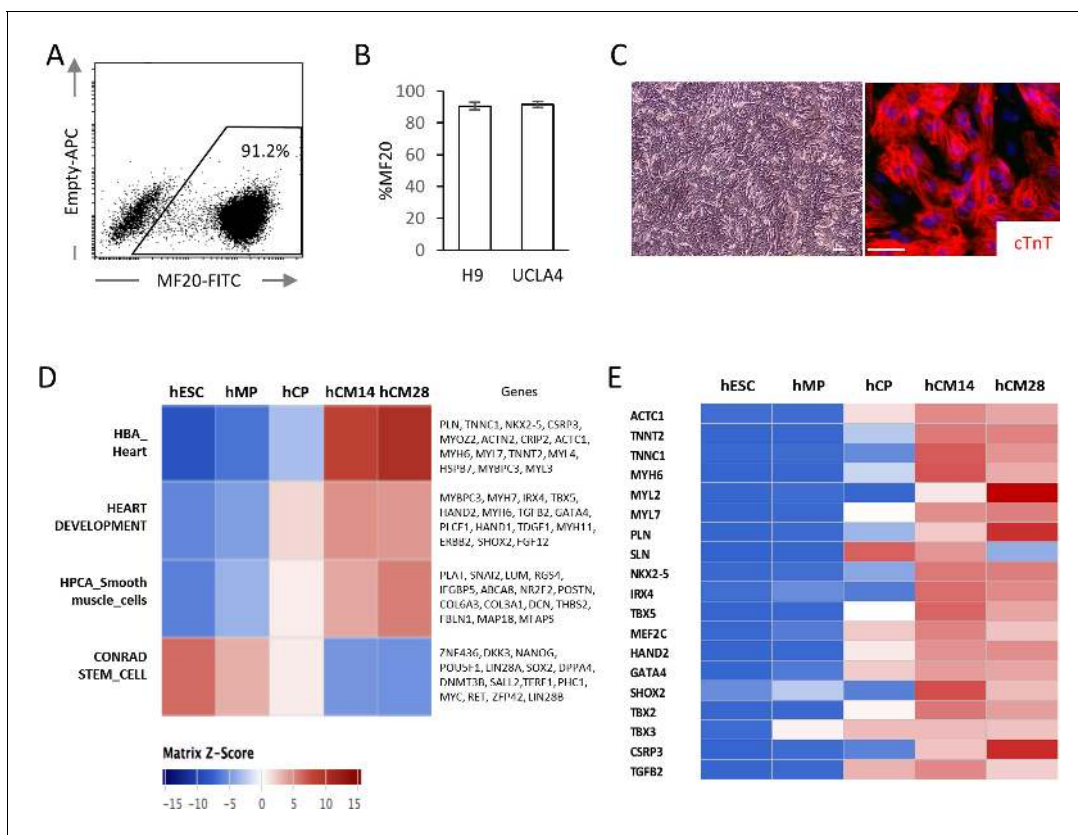 A
Empty-APC
91.2%
MF20-FITC
B
%MF20
100
80
60
40
20
0
H9
UCLA4
C
cTnT
D
hESC
hMP
hCP
hCM14
hCM28
Genes
HBA_
Heart
PLN, TNNC1, NKX2-5, CSRP3,
MYOZ2, ACTN2, CRIP2, ACTC1,
MYH6, MYL7, TNNT2, MYL4,
HSPB7, MYBPC3, MYL3
HEART
DEVELOPMENT
MYBPC3, MYH7, IRX4, TBX5,
HAND2, MYH6, TGFB2, GATA4,
PLCE1, HAND1, TDGF1, MYH11,
ERBB2, SHOX2, FGF12
HPCA_Smooth
muscle_cells
PLAT, SNAI2, LUM, RGS4,
IFGBP5, ABCA8, NR2F2, POSTN,
COL6A3, COL3A1, DCN, THBS2,
FBLN1, MAP1B, MFAP5
CONRAD
STEM_CELL
ZNF436, DKK3, NANOG,
POU5F1, LIN28A, SOX2, DPPA4,
DNMT3B, SALL2, TERF1, PHC1,
MYC, RET, ZFP42, LIN28B
Matrix Z-Score
-15
-10
-5
0
5
10
15
E
hESC
hMP
hCP
hCM14
hCM28
ACTC1
TNNT2
TNNC1
MYH6
MYL2
MYL7
PLN
SLN
NKX2-5
IRX4
TBX5
MEF2C
HAND2
GATA4
SHOX2
TBX2
TBX3
CSRP3
TGFB2